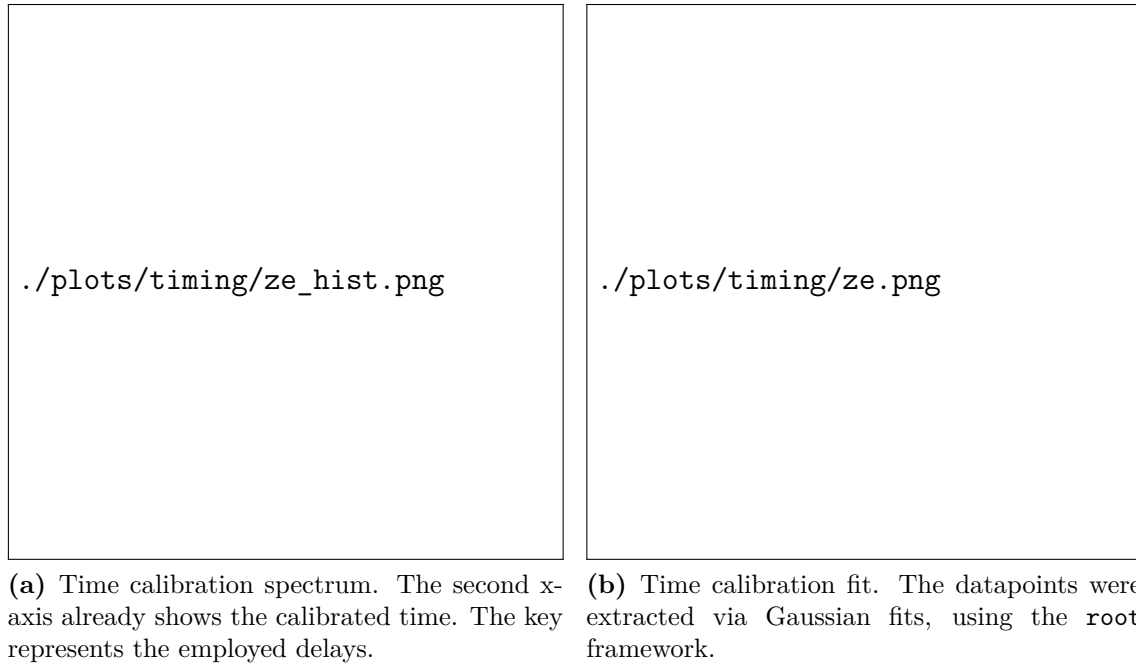 ./plots/timing/ze_hist.png
./plots/timing/ze.png
(a) Time calibration spectrum. The second x-
axis already shows the calibrated time. The key
represents the employed delays.
(b) Time calibration fit. The datapoints were
extracted via Gaussian fits, using the root
framework.